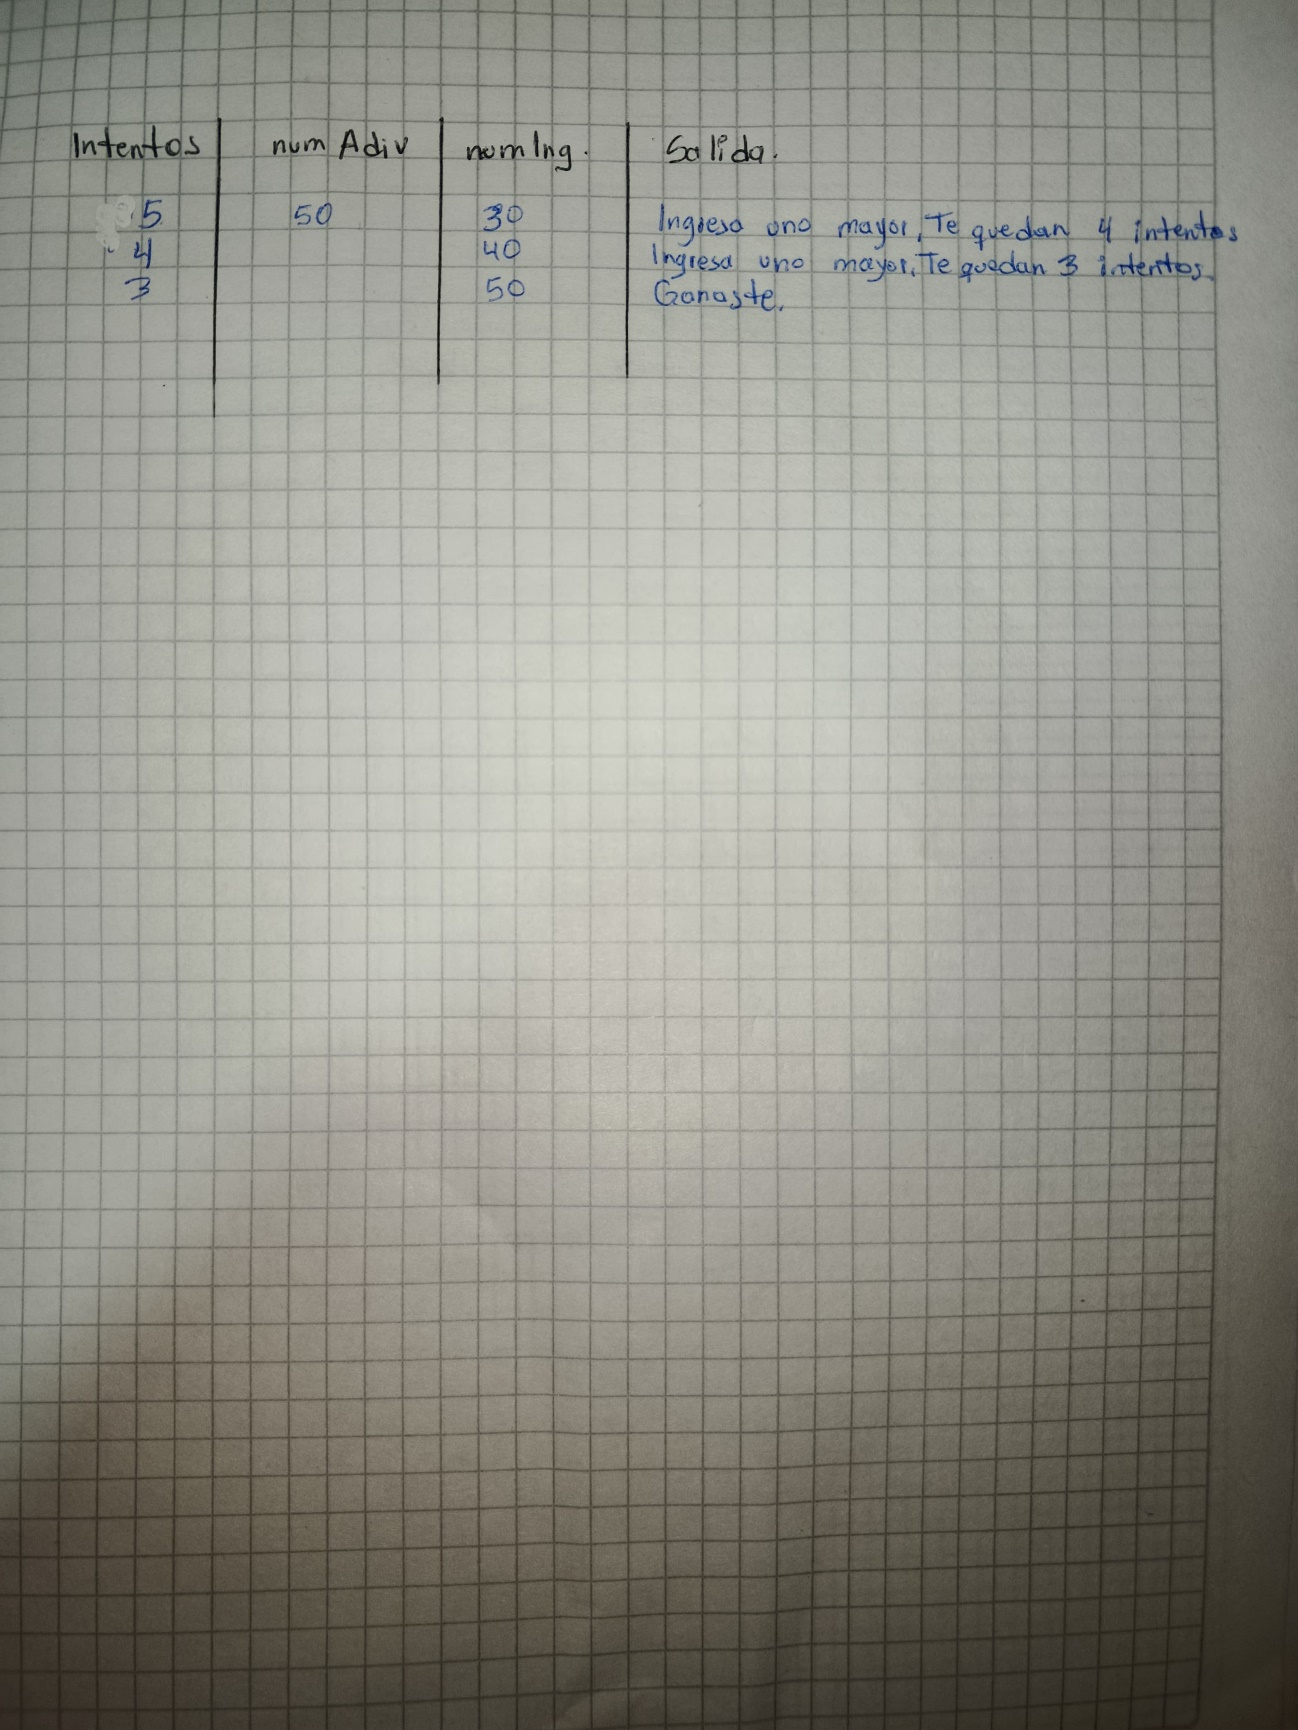 Intentos num Adiv numIng. Salida.
5 50 30 Ingresa uno mayor, Te quedan 4 intentos
4 40 Ingresa uno mayor, Te quedan 3 intentos
3 50 Ganaste.